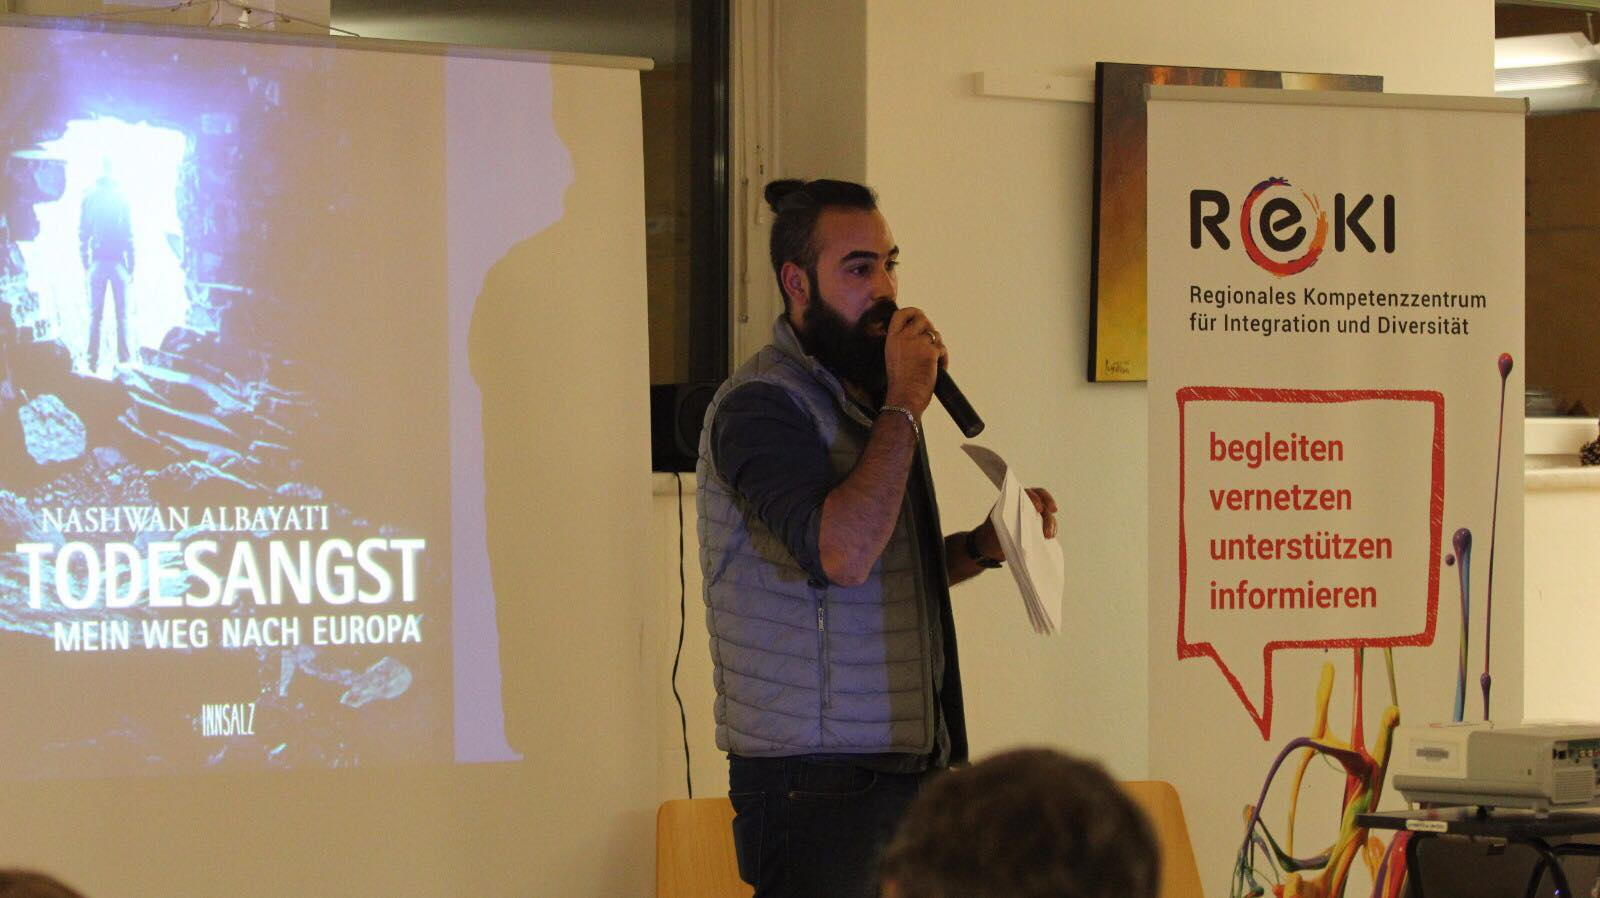 NASHWAN ALBAYATI
TODESANGST
MEIN WEG NACH EUROPA
INNSALZ
ReKI
Regionales Kompetenzzentrum
für Integration und Diversität
begleiten
vernetzen
unterstützen
informieren